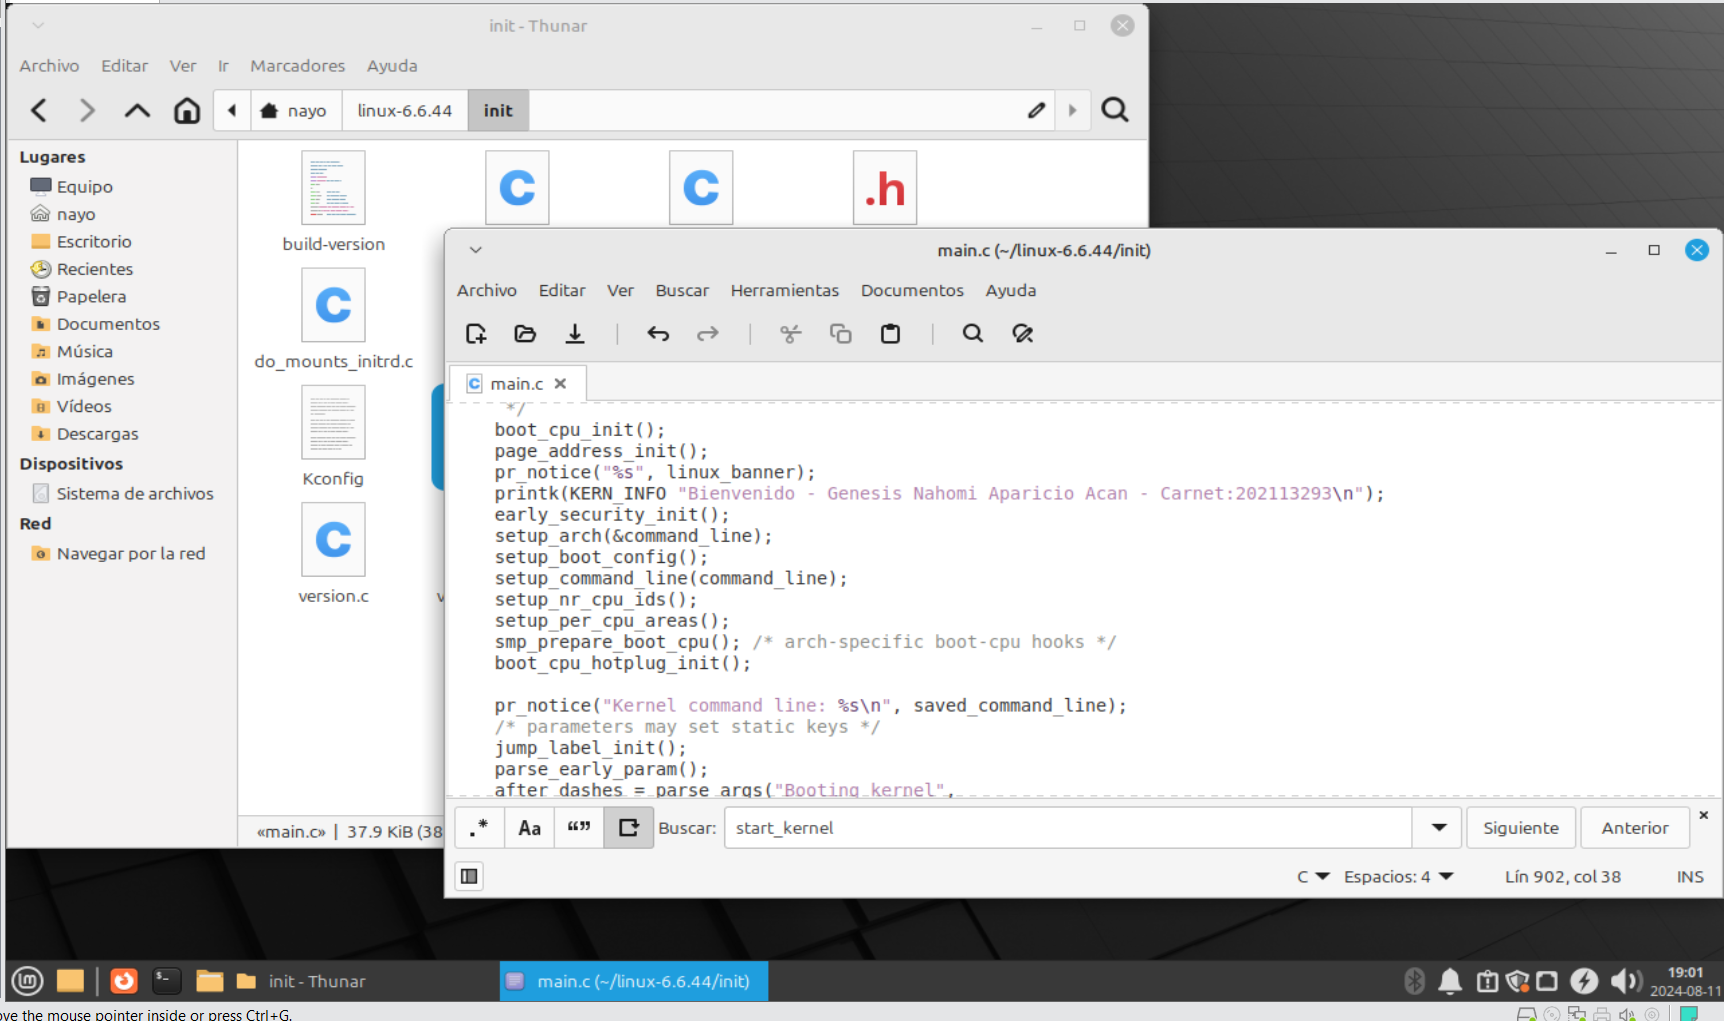 init - Thunar
Archivo Editar Ver Ir Marcadores Ayuda
nayo linux-6.6.44 init
Lugares
Equipo
nayo
Escritorio
Recientes
Papelera
Documentos
Música
Imágenes
Vídeos
Descargas
Dispositivos
Sistema de archivos
Red
Navegar por la red
C C .h
build-version
C
do_mounts_initrd.c
Kconfig
C
version.c
«main.c» | 37.9 KiB (38
main.c (~/linux-6.6.44/init)
Archivo Editar Ver Buscar Herramientas Documentos Ayuda
C main.c
*/
boot_cpu_init();
page_address_init();
pr_notice("%s", linux_banner);
printk(KERN_INFO "Bienvenido - Genesis Nahomi Aparicio Acan - Carnet:202113293\n");
early_security_init();
setup_arch(&command_line);
setup_boot_config();
setup_command_line(command_line);
setup_nr_cpu_ids();
setup_per_cpu_areas();
smp_prepare_boot_cpu(); /* arch-specific boot-cpu hooks */
boot_cpu_hotplug_init();
pr_notice("Kernel command line: %s\n", saved_command_line);
/* parameters may set static keys */
jump_label_init();
parse_early_param();
after_dashes = parse_args("Booting kernel",
.* Aa “” Buscar: start_kernel Siguiente Anterior
C Espacios: 4 Lín 902, col 38 INS
init - Thunar main.c (~/linux-6.6.44/init) 19:01
2024-08-11
ove the mouse pointer inside or press Ctrl+G.